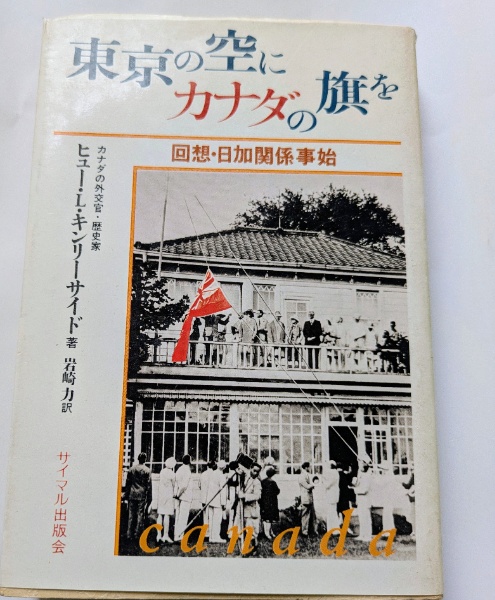 東京の空に
カナダの旗を
回想・日加関係事始
カナダの外交官・歴史家
ヒュー・L・キンリーサイド 著
岩崎 力 訳
サイマル出版会
canada